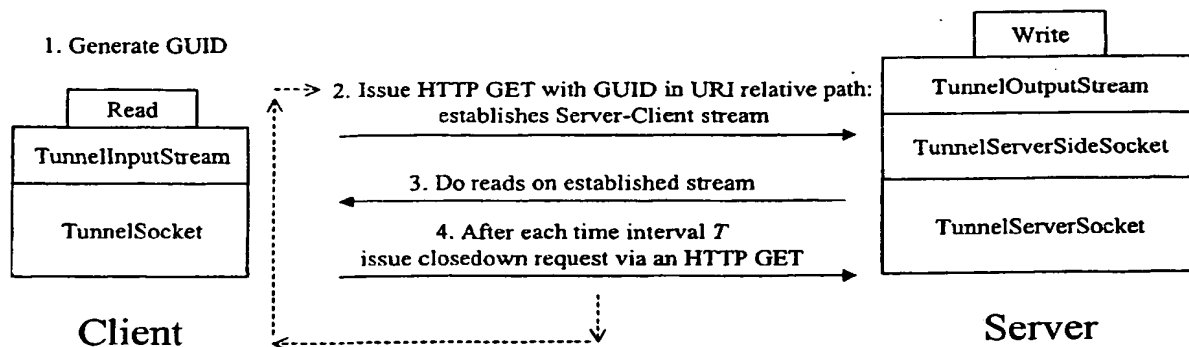 1. Generate GUID
Read
TunnelInputStream
TunnelSocket
Client
2. Issue HTTP GET with GUID in URI relative path:
establishes Server-Client stream
3. Do reads on established stream
4. After each time interval T
issue closedown request via an HTTP GET
Write
TunnelOutputStream
TunnelServerSideSocket
TunnelServerSocket
Server